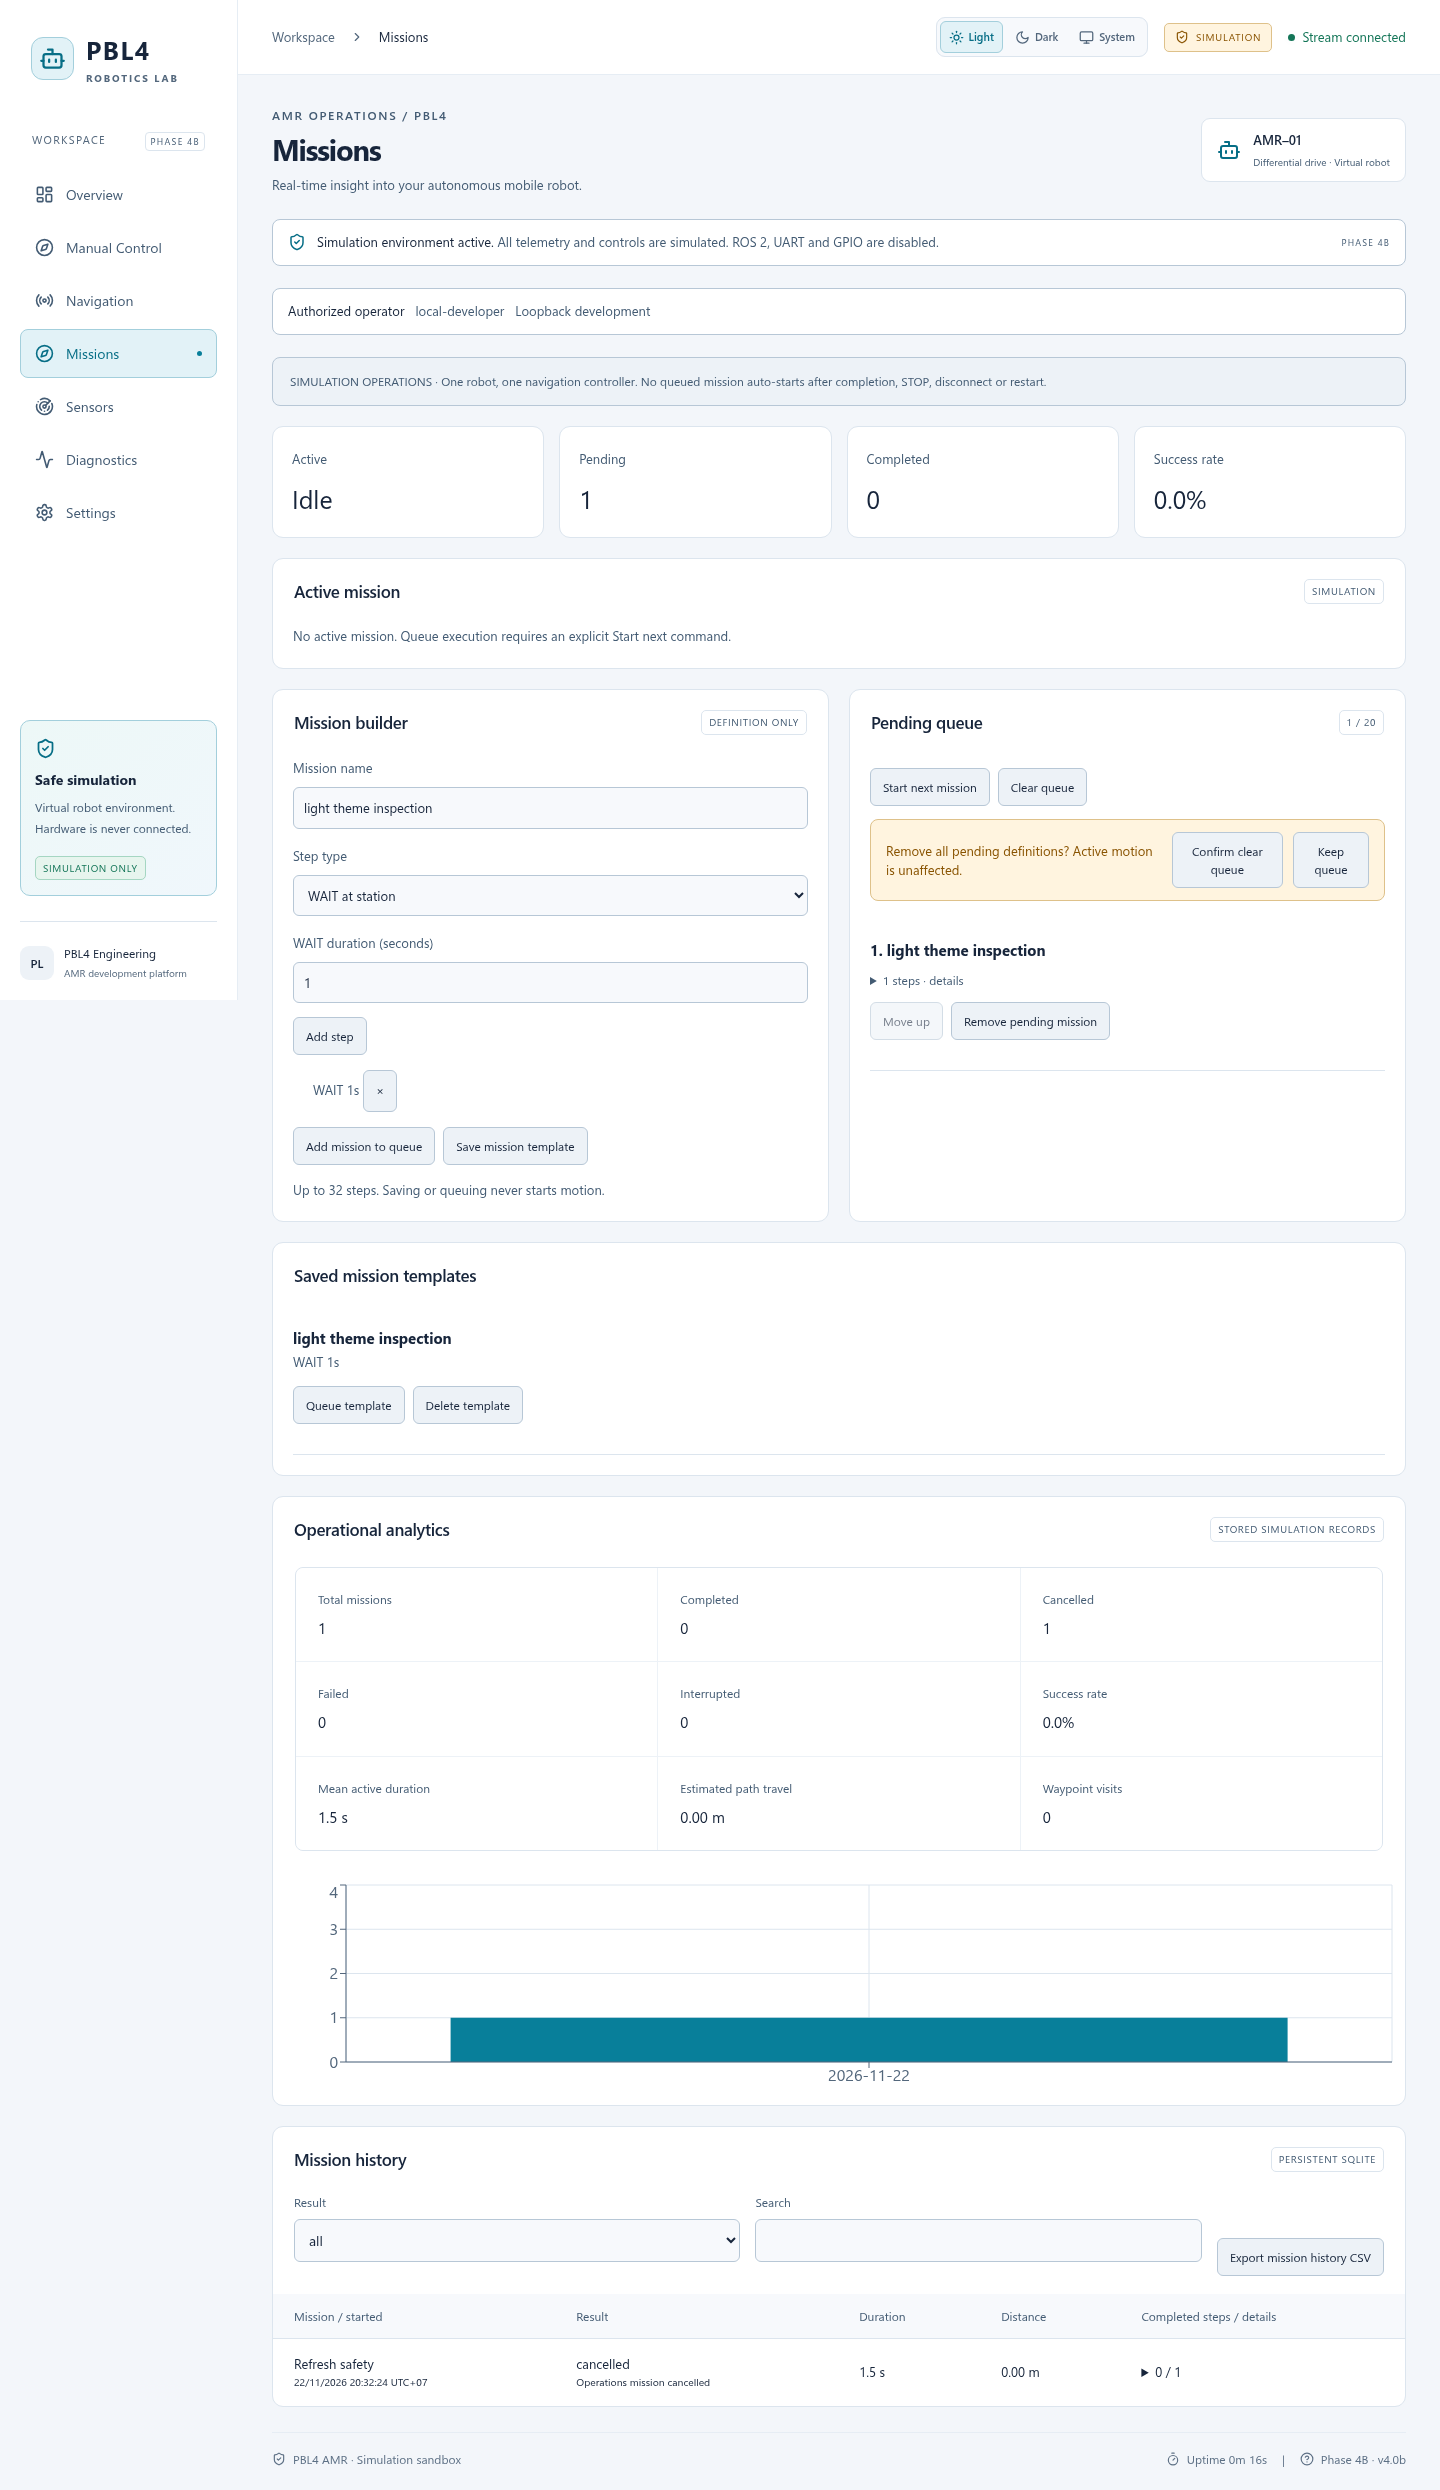 PBL4
ROBOTICS LAB
WORKSPACE
PHASE 4B
Overview
Manual Control
Navigation
Missions
Sensors
Diagnostics
Settings
Safe simulation
Virtual robot environment.
Hardware is never connected.
SIMULATION ONLY
PL
PBL4 Engineering
AMR development platform
Workspace
Missions
Light
Dark
System
SIMULATION
Stream connected
AMR OPERATIONS / PBL4
Missions
Real-time insight into your autonomous mobile robot.
AMR–01
Differential drive · Virtual robot
Simulation environment active. All telemetry and controls are simulated. ROS 2, UART and GPIO are disabled.
PHASE 4B
Authorized operator local-developer Loopback development
SIMULATION OPERATIONS · One robot, one navigation controller. No queued mission auto-starts after completion, STOP, disconnect or restart.
Active
Idle
Pending
1
Completed
0
Success rate
0.0%
Active mission
SIMULATION
No active mission. Queue execution requires an explicit Start next command.
Mission builder
DEFINITION ONLY
Mission name
light theme inspection
Step type
WAIT at station
WAIT duration (seconds)
1
Add step
WAIT 1s ×
Add mission to queue
Save mission template
Up to 32 steps. Saving or queuing never starts motion.
Pending queue
1 / 20
Start next mission
Clear queue
Remove all pending definitions? Active motion
is unaffected.
Confirm clear
queue
Keep
queue
1. light theme inspection
1 steps · details
Move up
Remove pending mission
Saved mission templates
light theme inspection
WAIT 1s
Queue template
Delete template
Operational analytics
STORED SIMULATION RECORDS
Total missions
1
Completed
0
Cancelled
1
Failed
0
Interrupted
0
Success rate
0.0%
Mean active duration
1.5 s
Estimated path travel
0.00 m
Waypoint visits
0
4
3
2
1
0
2026-11-22
Mission history
PERSISTENT SQLITE
Result
all
Search
Export mission history CSV
Mission / started
Result
Duration
Distance
Completed steps / details
Refresh safety
22/11/2026 20:32:24 UTC+07
cancelled
Operations mission cancelled
1.5 s
0.00 m
0 / 1
PBL4 AMR · Simulation sandbox
Uptime 0m 16s | Phase 4B · v4.0b